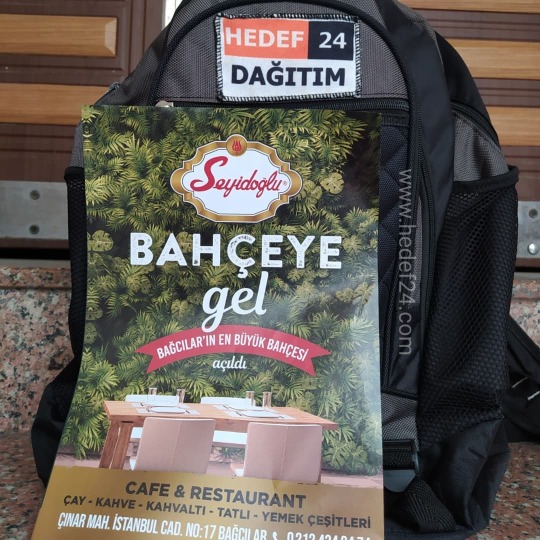 HEDEF 24
DAĞITIM
Seyidoğlu®
BAHÇEYE
gel
BAĞCILAR'IN EN BÜYÜK BAHÇESİ
açıldı
CAFE & RESTAURANT
ÇAY - KAHVE - KAHVALTI - TATLI - YEMEK ÇEŞİTLERİ
ÇINAR MAH. İSTANBUL CAD. NO:17 BAĞCILAR
www.hedef24.com